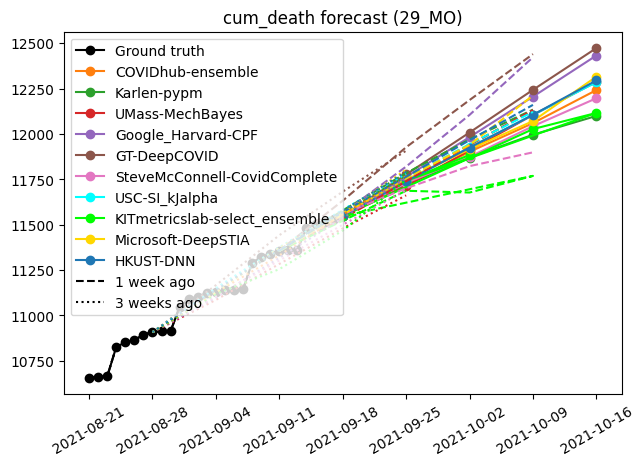 cum_death forecast (29_MO)
12500
12250
12000
11750
11500
11250
11000
10750
Ground truth
COVIDhub-ensemble
Karlen-pypm
UMass-MechBayes
Google_Harvard-CPF
GT-DeepCOVID
SteveMcConnell-CovidComplete
USC-SI_kJalpha
KITmetricslab-select_ensemble
Microsoft-DeepSTIA
HKUST-DNN
1 week ago
3 weeks ago
2021-08-21
2021-08-28
2021-09-04
2021-09-11
2021-09-18
2021-09-25
2021-10-02
2021-10-09
2021-10-16